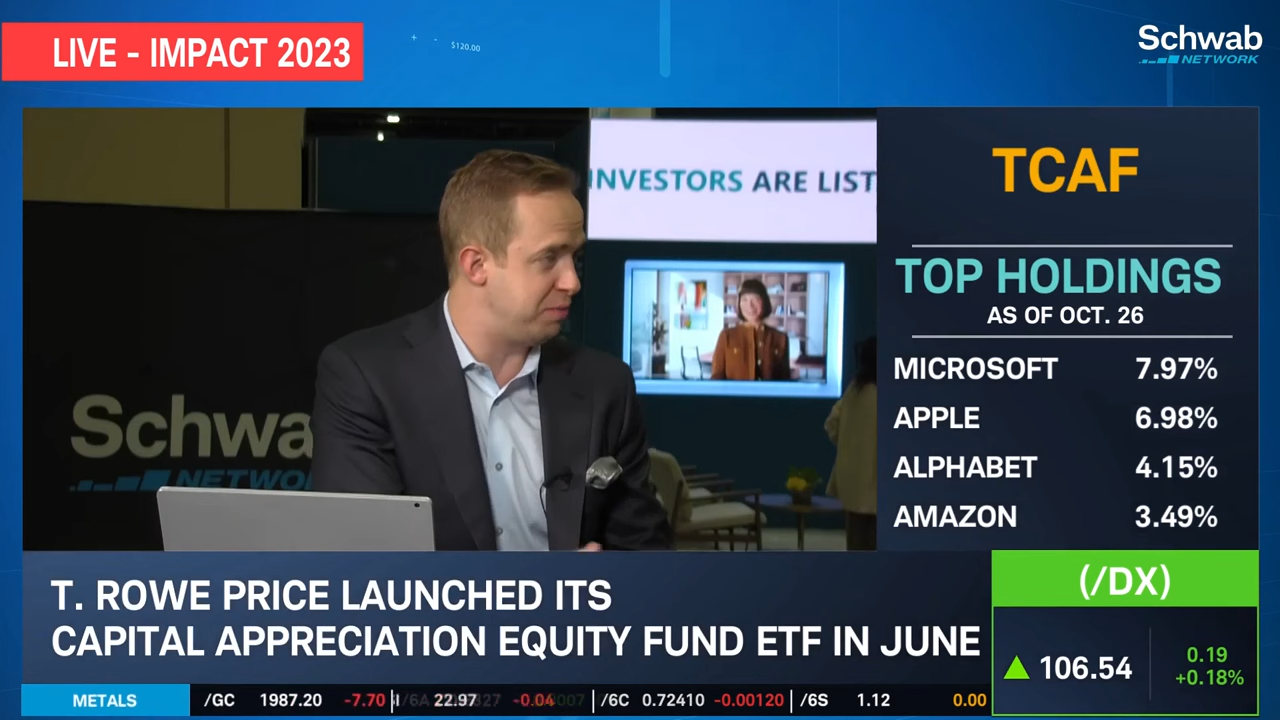 LIVE - IMPACT 2023
+ - $120.00
Schwab
NETWORK
INVESTORS ARE LIST
Schwab
NETWO
TCAF
TOP HOLDINGS
AS OF OCT. 26
MICROSOFT 7.97%
APPLE 6.98%
ALPHABET 4.15%
AMAZON 3.49%
T. ROWE PRICE LAUNCHED ITS
CAPITAL APPRECIATION EQUITY FUND ETF IN JUNE
(/DX)
106.54
0.19
+0.18%
METALS /GC 1987.20 -7.70 22.97 -0.04 /6C 0.72410 -0.00120 /6S 1.12 0.00